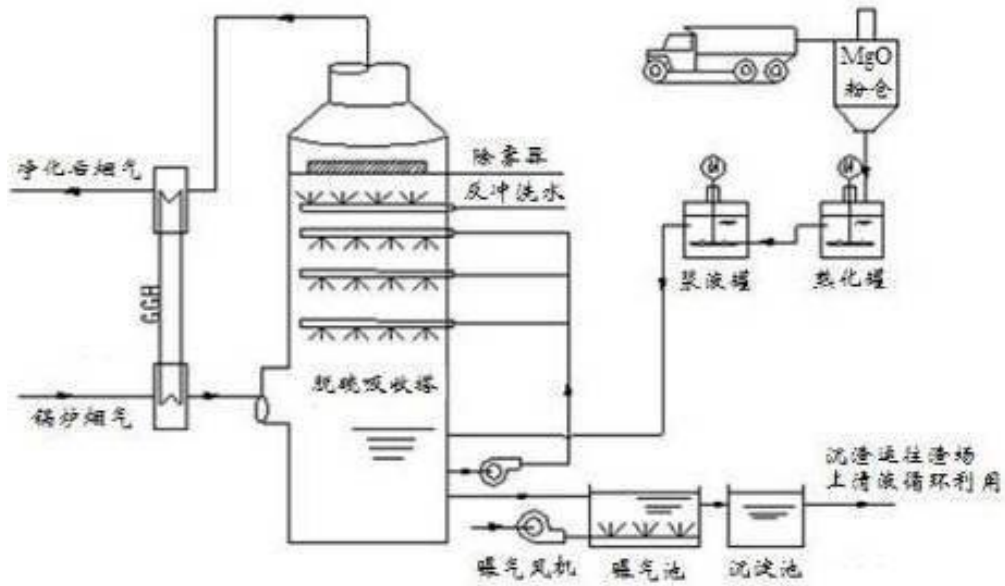 MgO
粉仓
净化后烟气
除雾器
反冲洗水
浆液罐
熟化罐
GGH
脱硫吸收塔
锅炉烟气
沉渣运往渣场
上清液循环利用
曝气风机
曝气池
沉淀池